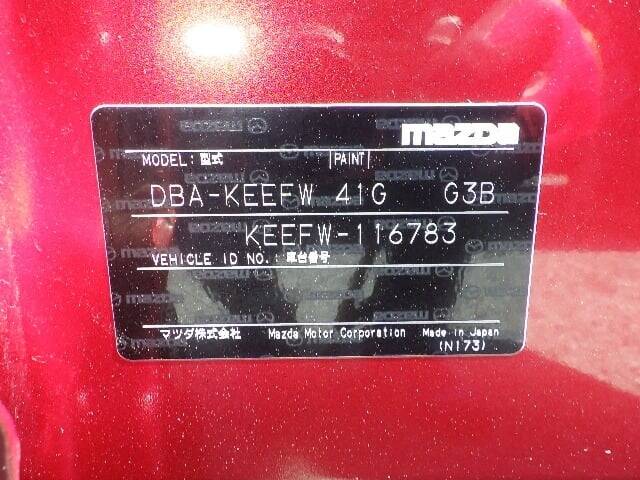 mazda
MODEL:型式 |PAINT|
DBA-KEEFW 41G G3B
KEEFW-116783
VEHICLE ID NO.:車台番号
マツダ株式会社 Mazda Motor Corporation Made in Japan
(N173)